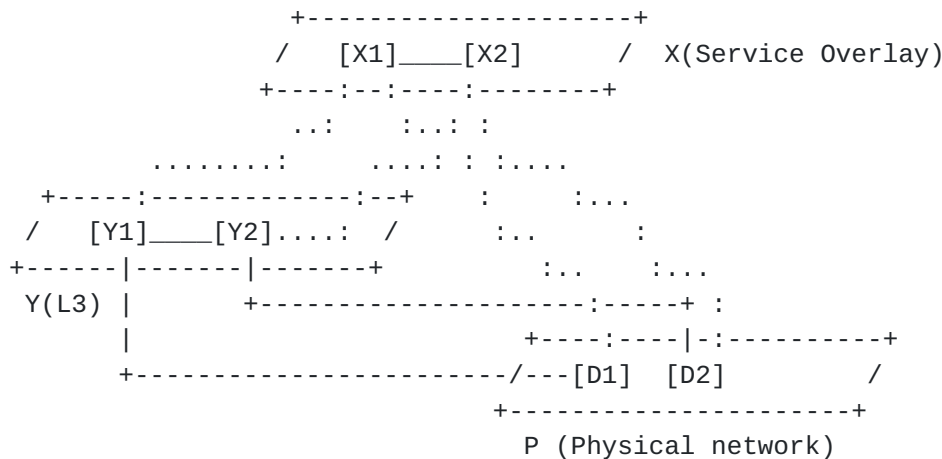 +---------------------+
                 /   [X1]____[X2]      /  X(Service Overlay)
                +----:--:----:--------+
                  ..:    :..: :
         ........:     ....: : :....
  +-----:-------------:--+    :     :...
 /   [Y1]____[Y2]....:  /      :..      :
+------|-------|-------+          :..    :...
 Y(L3) |       +---------------------:-----+ :
       |                         +----:----|-:----------+
       +------------------------/---[D1]  [D2]         /
                               +----------------------+
                                 P (Physical network)